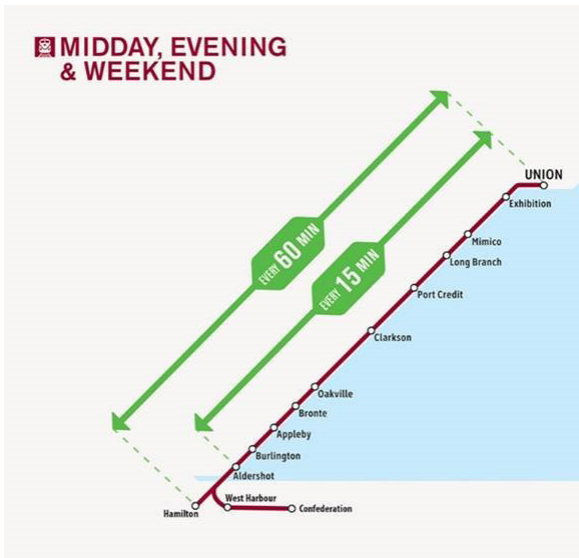 MIDDAY, EVENING
& WEEKEND
UNION
Exhibition
Mimico
Long Branch
EVERY 60 MIN
EVERY 15 MIN
Port Credit
Clarkson
Oakville
Bronte
Appleby
Burlington
Aldershot
West Harbour
Hamilton
Confederation